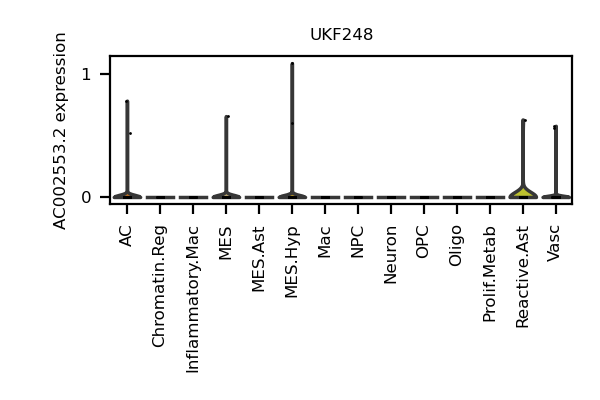 UKF248
AC002553.2 expression
1
0
AC
Chromatin.Reg
Inflammatory.Mac
MES
MES.Ast
MES.Hyp
Mac
NPC
Neuron
OPC
Oligo
Prolif.Metab
Reactive.Ast
Vasc